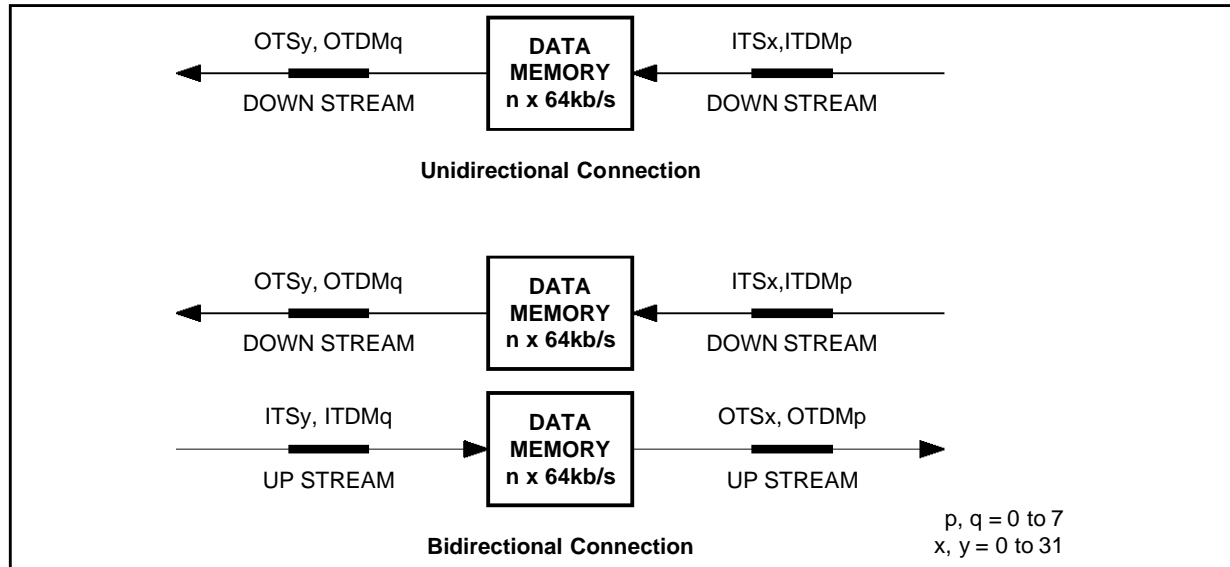 OTSy, OTDMq
DOWN STREAM
DATA
MEMORY
n x 64kb/s
ITSx,ITDMp
DOWN STREAM
Unidirectional Connection
OTSy, OTDMq
DOWN STREAM
DATA
MEMORY
n x 64kb/s
ITSx,ITDMp
DOWN STREAM
ITSy, ITDMq
UP STREAM
DATA
MEMORY
n x 64kb/s
OTSx, OTDMp
UP STREAM
Bidirectional Connection
p, q = 0 to 7
x, y = 0 to 31